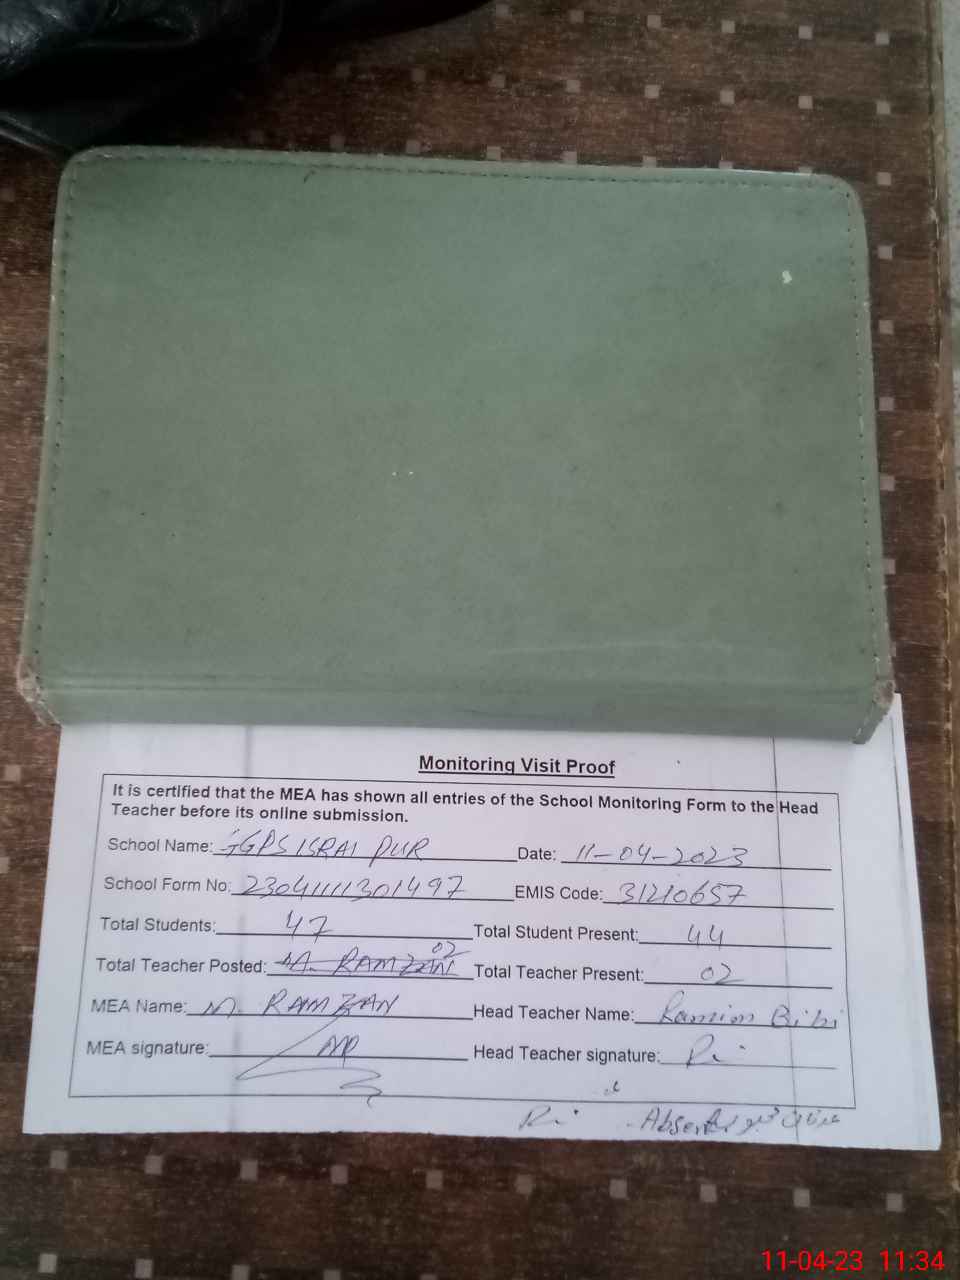 Monitoring Visit Proof
It is certified that the MEA has shown all entries of the School Monitoring Form to the Head
Teacher before its online submission.
School Name: GGPS ISRAI PUR Date: 11-04-2023
School Form No: 2304111301497 EMIS Code: 31210657
Total Students: 47 Total Student Present: 44
Total Teacher Posted: M. RAMZAN 02 Total Teacher Present: 02
MEA Name: M. RAMZAN Head Teacher Name: Bibi
MEA signature: Head Teacher signature:
Absent
11-04-23 11:34